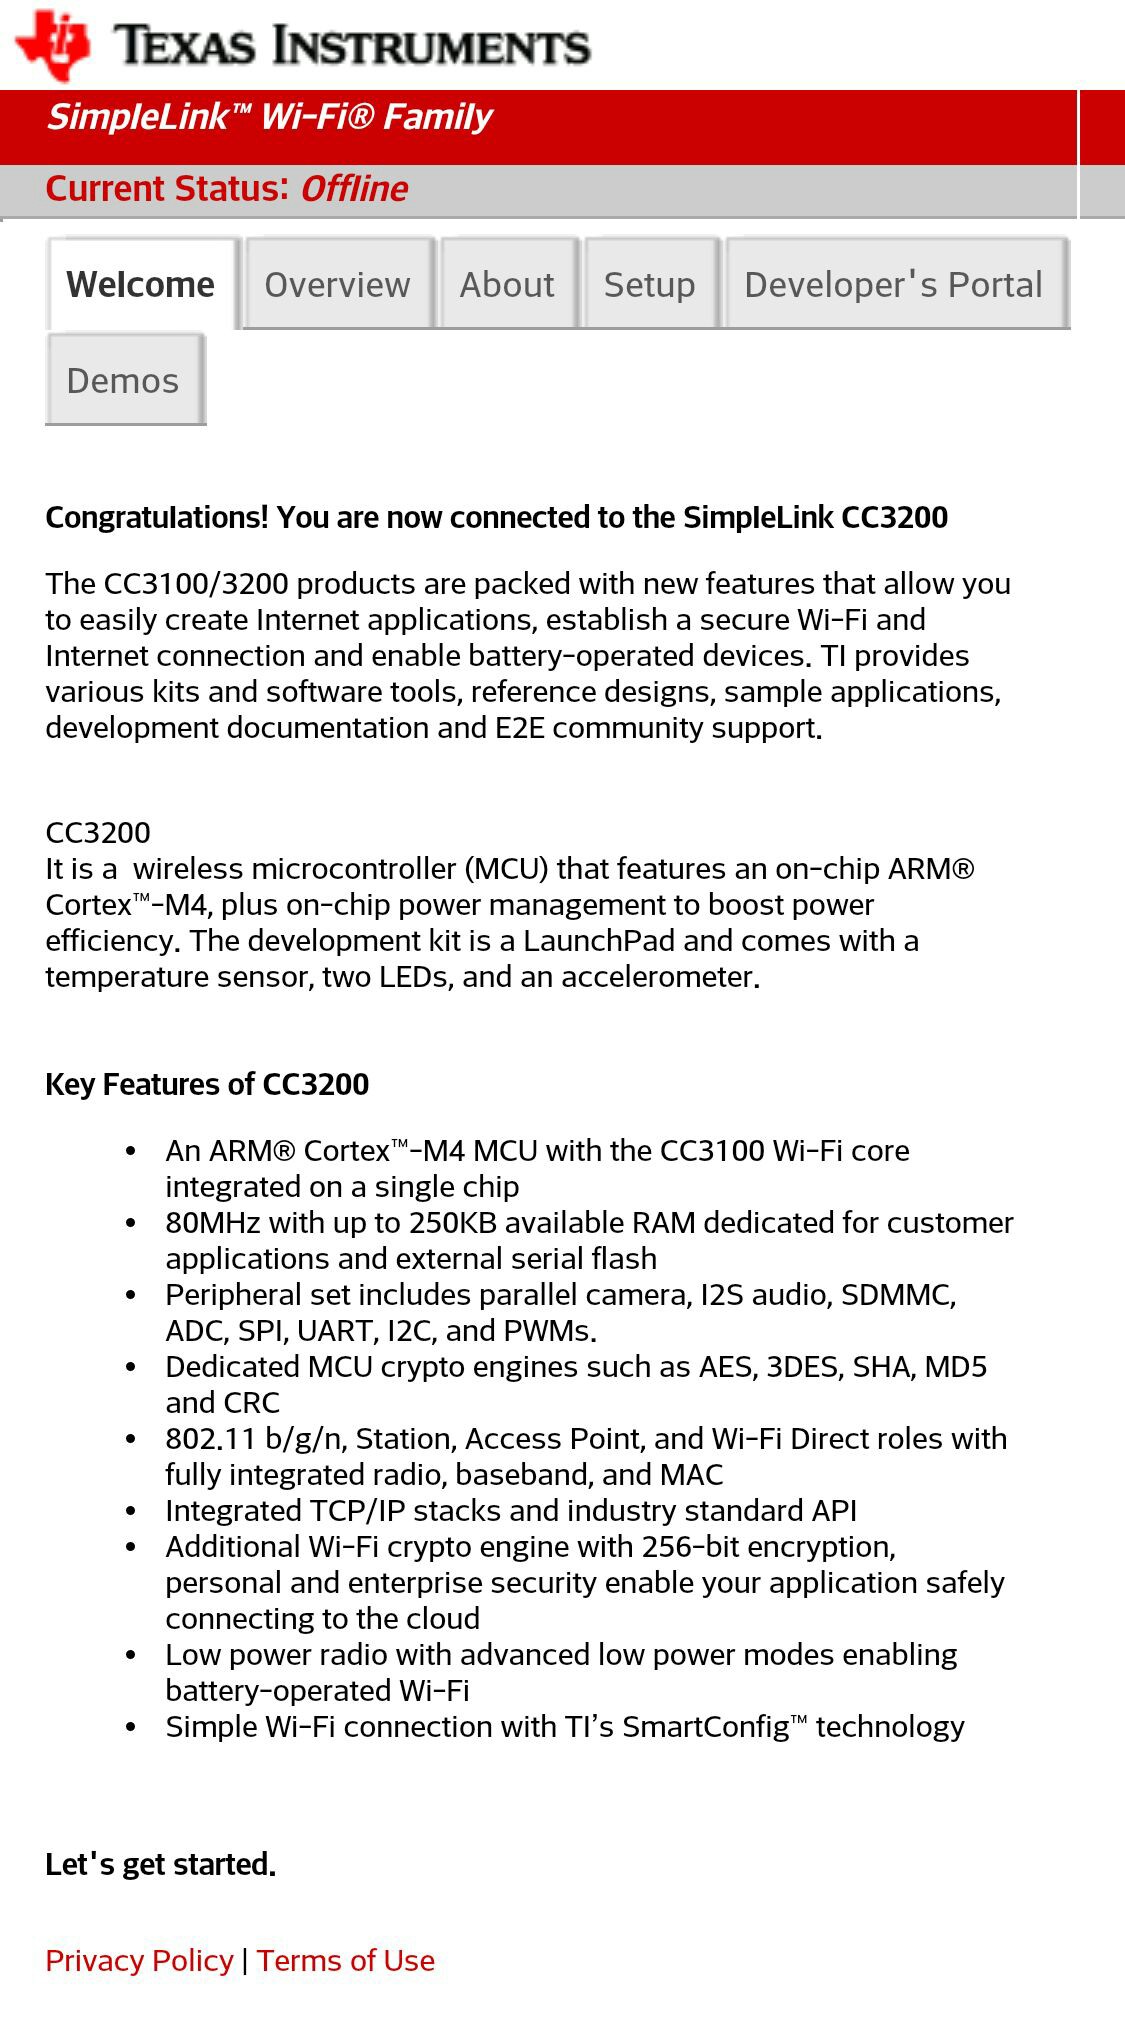 TEXAS INSTRUMENTS
SimpleLink™ Wi-Fi® Family
Current Status: Offline
Welcome Overview About Setup Developer's Portal
Demos
Congratulations! You are now connected to the SimpleLink CC3200
The CC3100/3200 products are packed with new features that allow you
to easily create Internet applications, establish a secure Wi-Fi and
Internet connection and enable battery-operated devices. TI provides
various kits and software tools, reference designs, sample applications,
development documentation and E2E community support.
CC3200
It is a  wireless microcontroller (MCU) that features an on-chip ARM®
Cortex™-M4, plus on-chip power management to boost power
efficiency. The development kit is a LaunchPad and comes with a
temperature sensor, two LEDs, and an accelerometer.
Key Features of CC3200
• An ARM® Cortex™-M4 MCU with the CC3100 Wi-Fi core
integrated on a single chip
• 80MHz with up to 250KB available RAM dedicated for customer
applications and external serial flash
• Peripheral set includes parallel camera, I2S audio, SDMMC,
ADC, SPI, UART, I2C, and PWMs.
• Dedicated MCU crypto engines such as AES, 3DES, SHA, MD5
and CRC
• 802.11 b/g/n, Station, Access Point, and Wi-Fi Direct roles with
fully integrated radio, baseband, and MAC
• Integrated TCP/IP stacks and industry standard API
• Additional Wi-Fi crypto engine with 256-bit encryption,
personal and enterprise security enable your application safely
connecting to the cloud
• Low power radio with advanced low power modes enabling
battery-operated Wi-Fi
• Simple Wi-Fi connection with TI’s SmartConfig™ technology
Let's get started.
Privacy Policy | Terms of Use